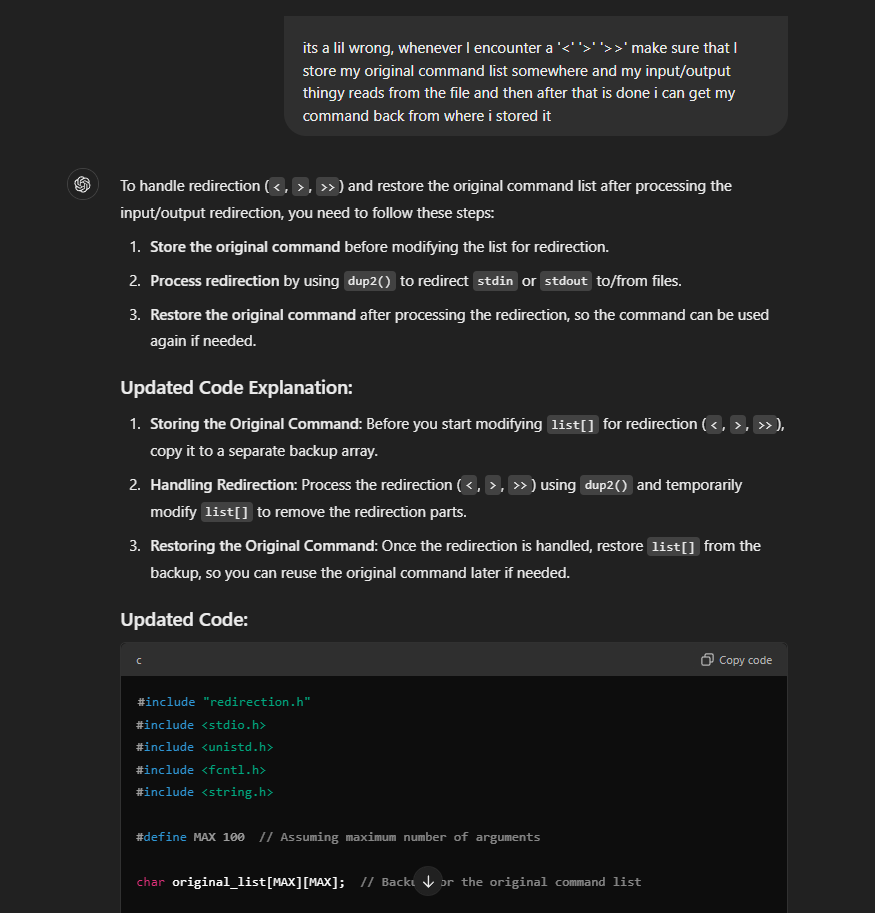 its a lil wrong, whenever I encounter a '<' '>' '>>' make sure that I
store my original command list somewhere and my input/output
thingy reads from the file and then after that is done i can get my
command back from where i stored it
To handle redirection (<, >, >>) and restore the original command list after processing the
input/output redirection, you need to follow these steps:
1. Store the original command before modifying the list for redirection.
2. Process redirection by using dup2() to redirect stdin or stdout to/from files.
3. Restore the original command after processing the redirection, so the command can be used
again if needed.
Updated Code Explanation:
1. Storing the Original Command: Before you start modifying list[] for redirection (<, >, >>),
copy it to a separate backup array.
2. Handling Redirection: Process the redirection (<, >, >>) using dup2() and temporarily
modify list[] to remove the redirection parts.
3. Restoring the Original Command: Once the redirection is handled, restore list[] from the
backup, so you can reuse the original command later if needed.
Updated Code:
c Copy code
#include "redirection.h"
#include <stdio.h>
#include <unistd.h>
#include <fcntl.h>
#include <string.h>
#define MAX 100 // Assuming maximum number of arguments
char original_list[MAX][MAX]; // the original command list